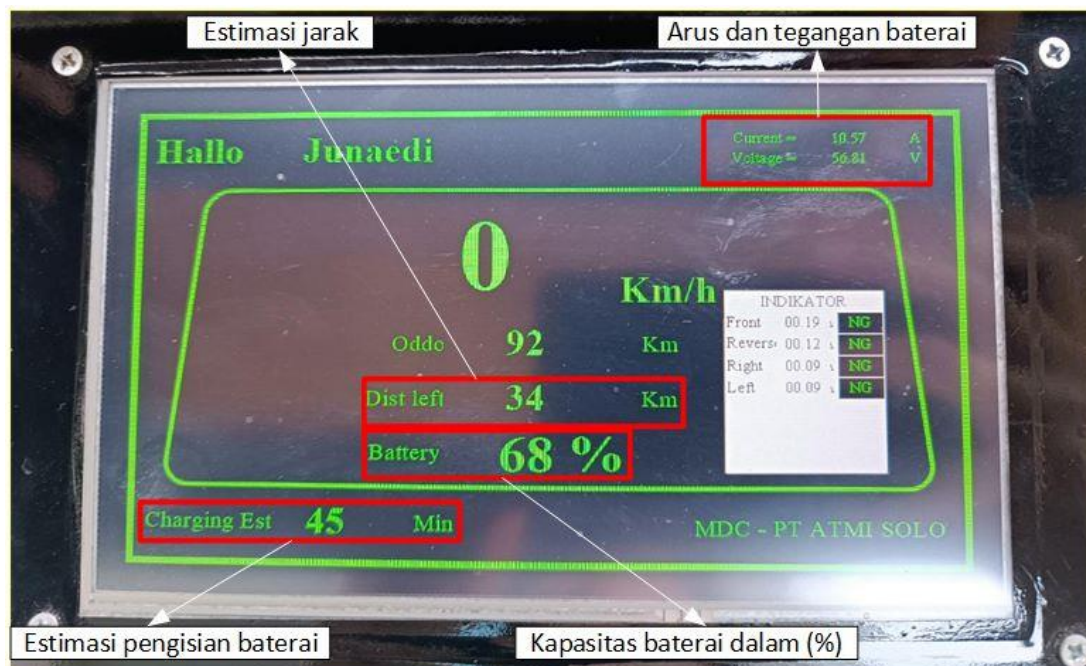 Estimasi jarak
Arus dan tegangan baterai
Hallo Junaedi
Current = 10.57 A
Voltage = 56.81 V
0
Km/h
INDIKATOR
Front 00.19 s NG
Revers 00.12 s NG
Right 00.09 s NG
Left 00.09 s NG
Oddo 92 Km
Dist left 34 Km
Battery 68 %
Charging Est 45 Min
MDC - PT ATMI SOLO
Estimasi pengisian baterai
Kapasitas baterai dalam (%)